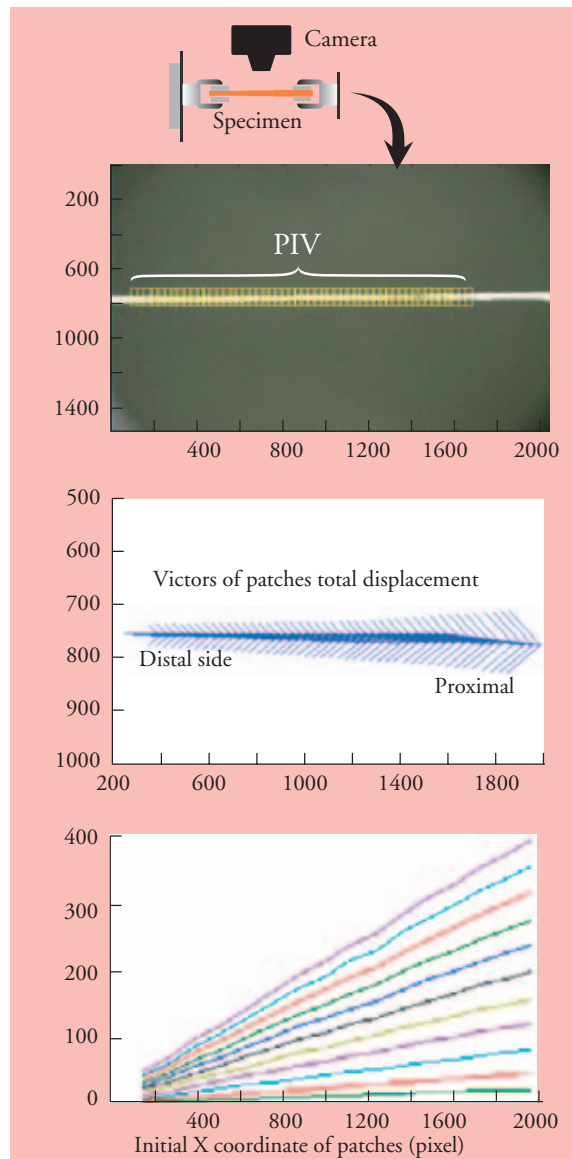 Camera
Specimen
200
PIV
600
1000
1400
400 800 1200 1600 2000
500
600
Victors of patches total displacement
700
800
Distal side
Proximal
900
1000
200 600 1000 1400 1800
400
300
200
100
0
400 800 1200 1600 2000
Initial X coordinate of patches (pixel)